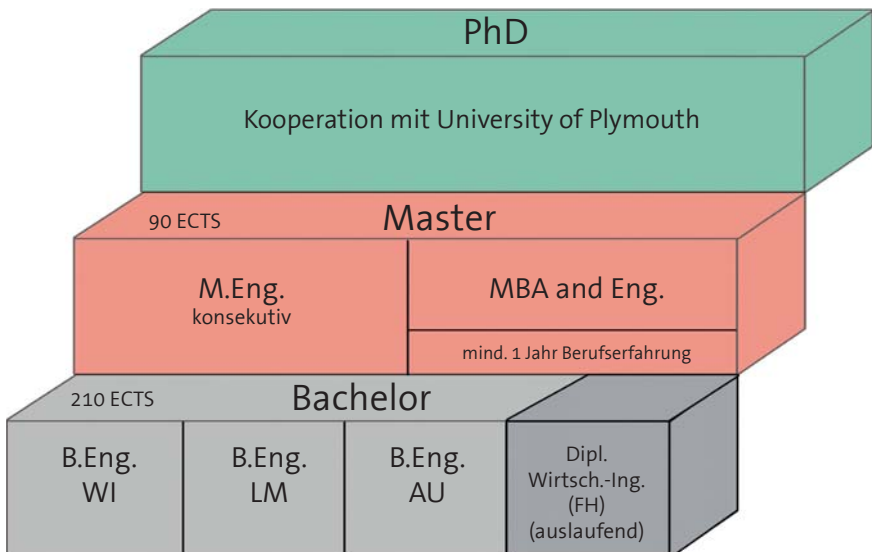 PhD
Kooperation mit University of Plymouth
90 ECTS
Master
M.Eng.
konsekutiv
MBA and Eng.
mind. 1 Jahr Berufserfahrung
210 ECTS
Bachelor
B.Eng.
WI
B.Eng.
LM
B.Eng.
AU
Dipl.
Wirtsch.-Ing.
(FH)
(auslaufend)